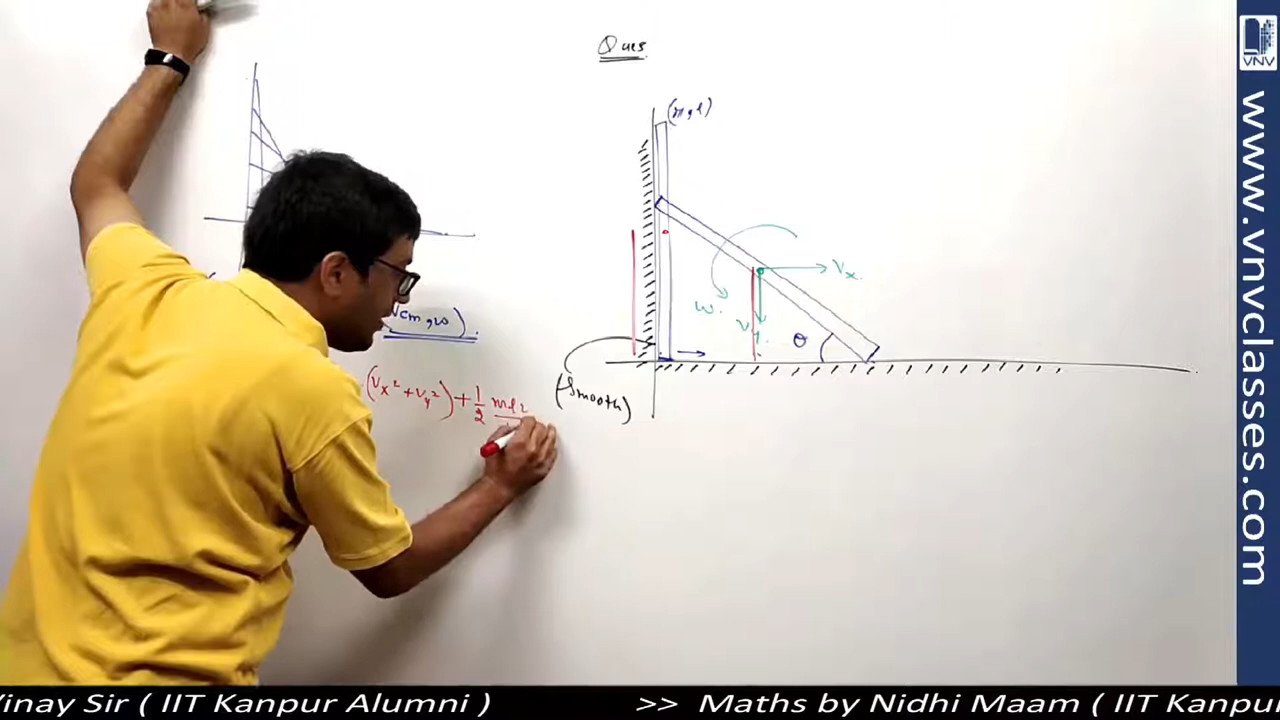 Ques
(m, l)
Vx.
ω.
Vy.
θ
Vcm, ω).
(Vx² + Vy²) + 1/2 ml²
(Smooth)
VNV
www.vnvclasses.com
Vinay Sir ( IIT Kanpur Alumni )
>> Maths by Nidhi Maam ( IIT Kanpur